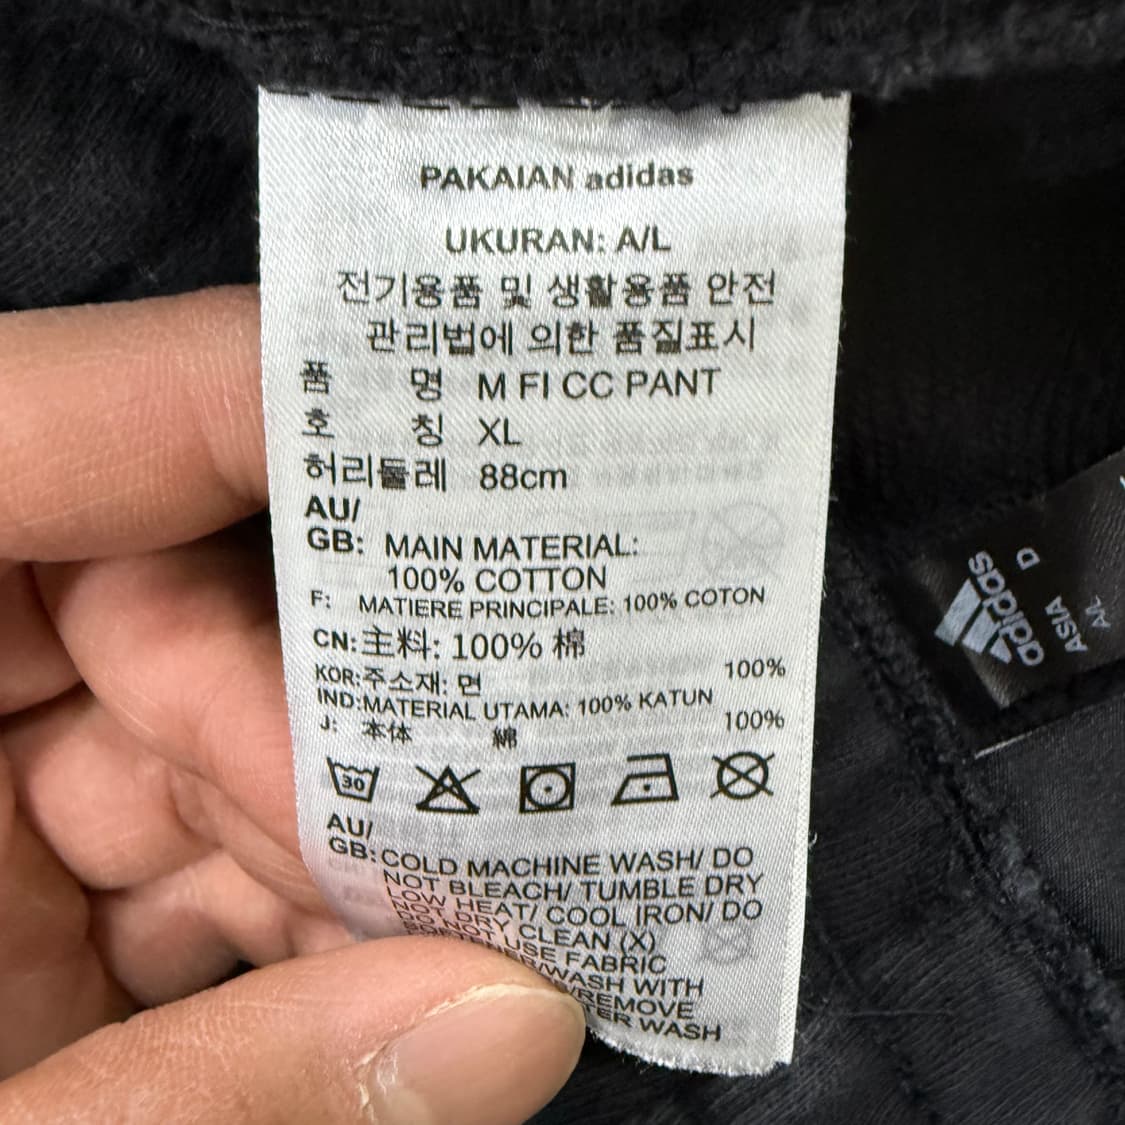 PAKAIAN adidas
UKURAN: A/L
전기용품 및 생활용품 안전
관리법에 의한 품질표시
품 명 M FI CC PANT
호 칭 XL
허리둘레 88cm
AU/
GB: MAIN MATERIAL:
100% COTTON
F: MATIERE PRINCIPALE: 100% COTON
CN: 主料: 100% 棉
KOR:주소재: 면 100%
IND:MATERIAL UTAMA: 100% KATUN
J: 本体 綿 100%
30
AU/
GB: COLD MACHINE WASH/ DO
NOT BLEACH/ TUMBLE DRY
LOW HEAT/ COOL IRON/ DO
NOT DRY CLEAN (X)
DO NOT USE FABRIC
WASH WITH
/REMOVE
WASH
adidas
D
ASIA
A/L